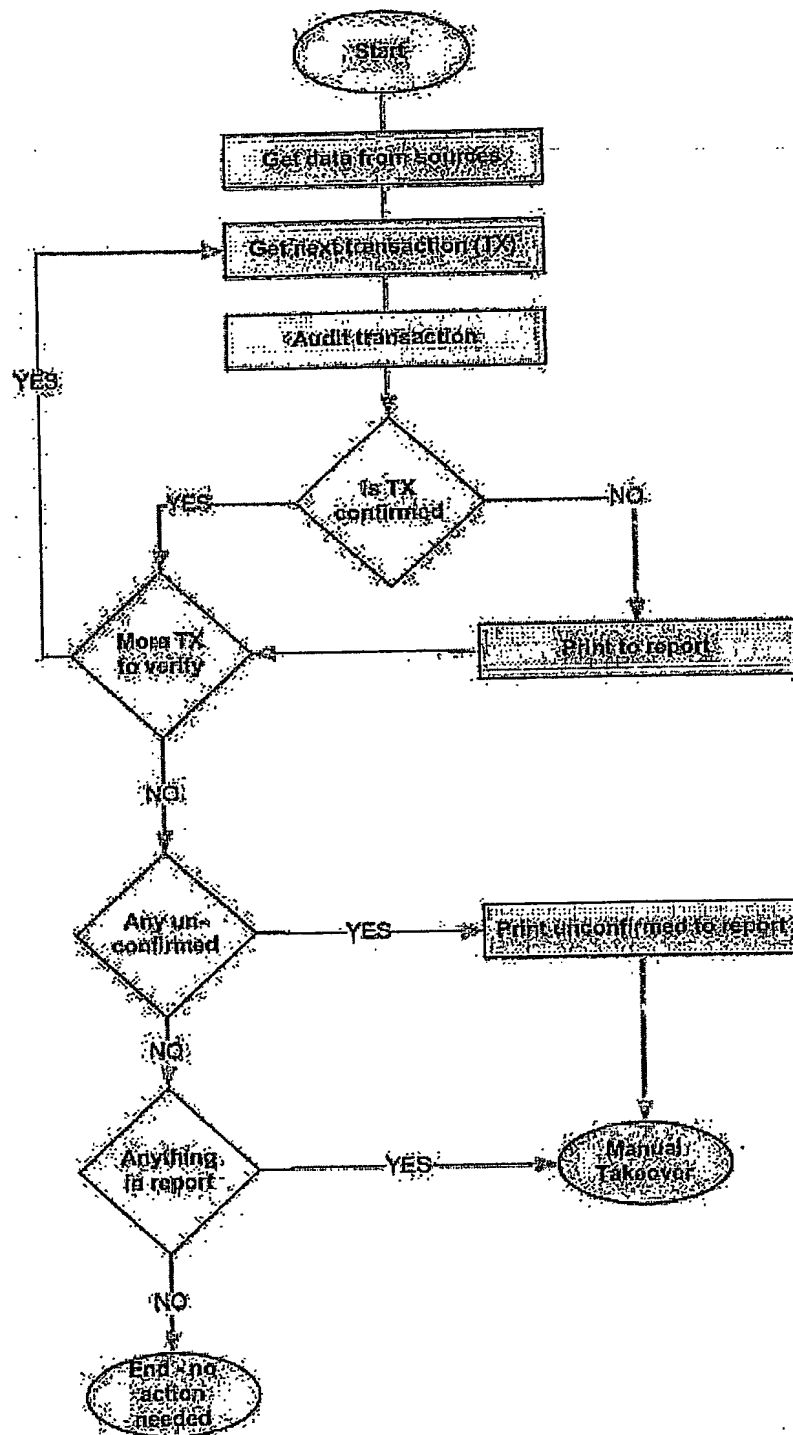 Start
Get data from sources
Get next transaction (TX)
Audit transaction
YES
Is TX
confirmed
YES
NO
More TX
to verify
Print to report
NO
Any un-
confirmed
YES
Print unconfirmed to report
NO
Anything
in report
YES
Manual
Takeover
NO
End - no
action
needed